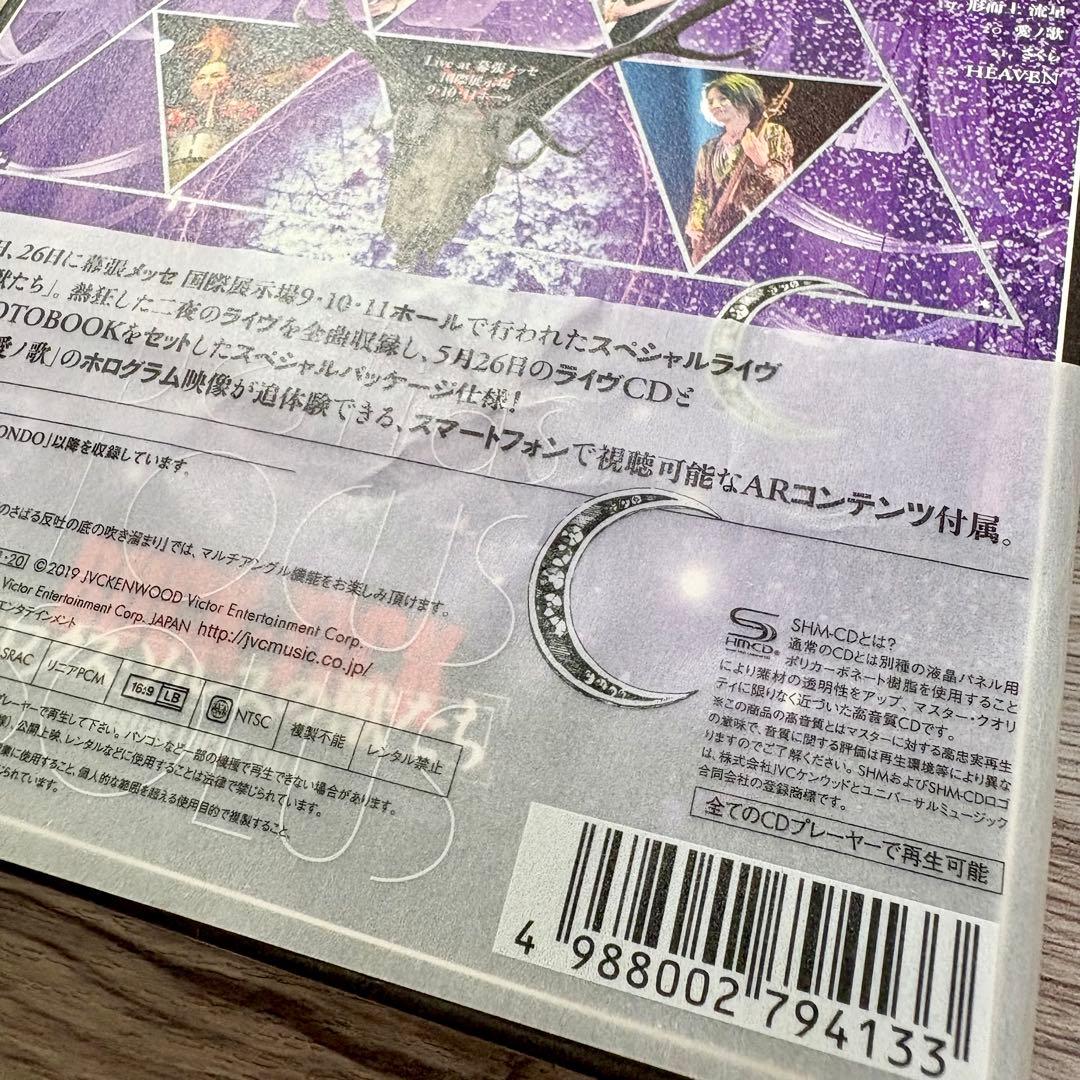 19. 形而上 流星
20. 愛ノ歌
21. さくら
22. HEAVEN
Live at 幕張メッセ
国際展示場
9・10・11ホール
日、26日に幕張メッセ 国際展示場9・10・11ホールで行われたスペシャルライヴ
獣たち」。熱狂した二夜のライヴを全曲収録し、5月26日のライヴCDと
OTOBOOKをセットしたスペシャルパッケージ仕様!
愛ノ歌」のホログラム映像が追体験できる、スマートフォンで視聴可能なARコンテンツ付属。
ONDO」以降を収録しています。
のさばる反吐の底の吹き溜まり」では、マルチアングル機能をお楽しみ頂けます。
・20 ©2019 JVCKENWOOD Victor Entertainment Corp.
Victor Entertainment Corp. JAPAN http://jvcmusic.co.jp/
エンタテインメント
SRAC リニアPCM 16:9 LB NTSC 複製不能 レンタル禁止
プレーヤーで再生して下さい。パソコンなど一部の機種で再生できない場合があります。
公開上映、レンタルなどに使用することは法律で禁じられています。
に使用すること、個人的な範囲を超える使用目的で複製すること、
じられています。
SHM-CD
SHM-CDとは?
通常のCDとは別種の液晶パネル用
ポリカーボネート樹脂を使用すること
により素材の透明性をアップ、マスター・クオリ
ティに限りなく近づいた高音質CDです。
※この商品の高音質とはマスターに対する高忠実再生
の意味で、音質に関する評価は再生環境等により異な
りますのでご了解ください。SHMおよびSHM-CDロゴ
は、株式会社JVCケンウッドとユニバーサルミュージック
合同会社の登録商標です。
全てのCDプレーヤーで再生可能
4 988002 794133